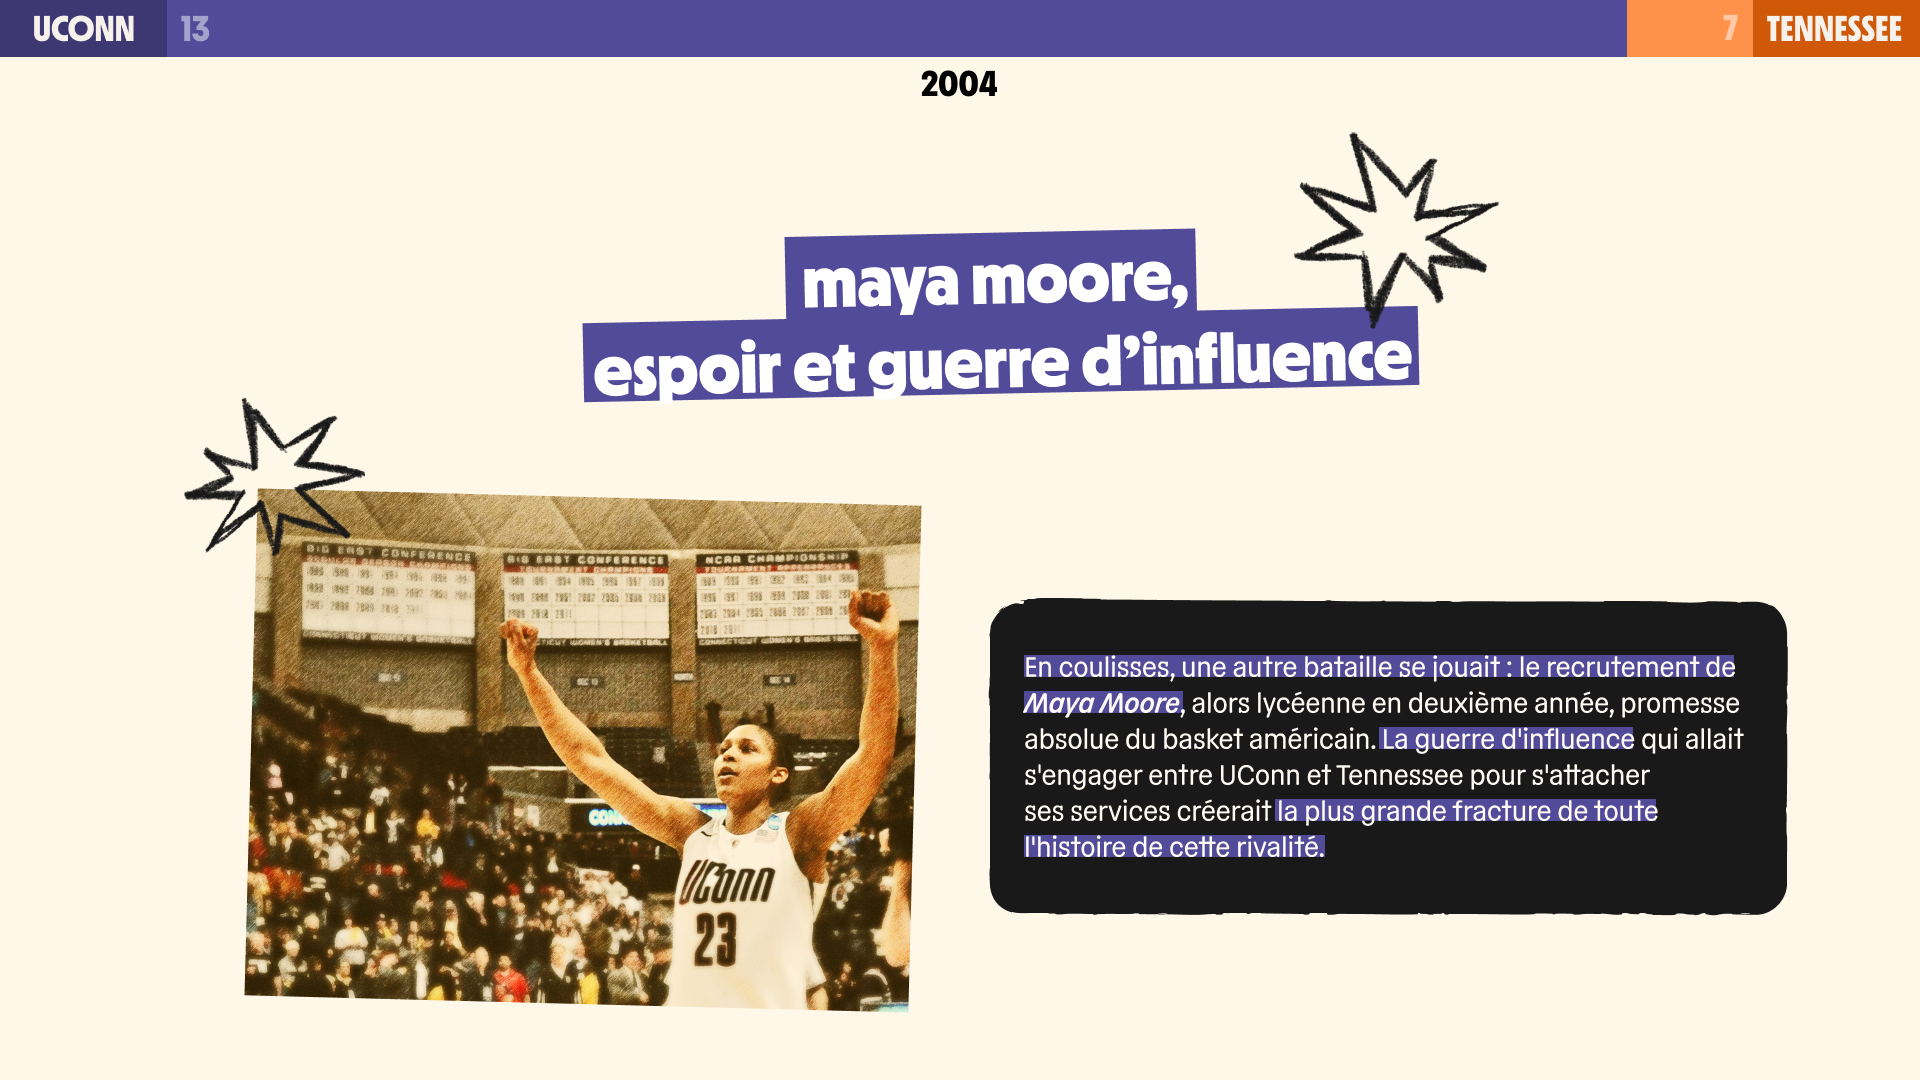 UCONN 13 7 TENNESSEE
2004
maya moore,
espoir et guerre d’influence
BIG EAST CONFERENCE BIG EAST CONFERENCE NCAA CHAMPIONSHIP
UCONN
23
En coulisses, une autre bataille se jouait : le recrutement de
Maya Moore, alors lycéenne en deuxième année, promesse
absolue du basket américain. La guerre d'influence qui allait
s'engager entre UConn et Tennessee pour s'attacher
ses services créerait la plus grande fracture de toute
l'histoire de cette rivalité.